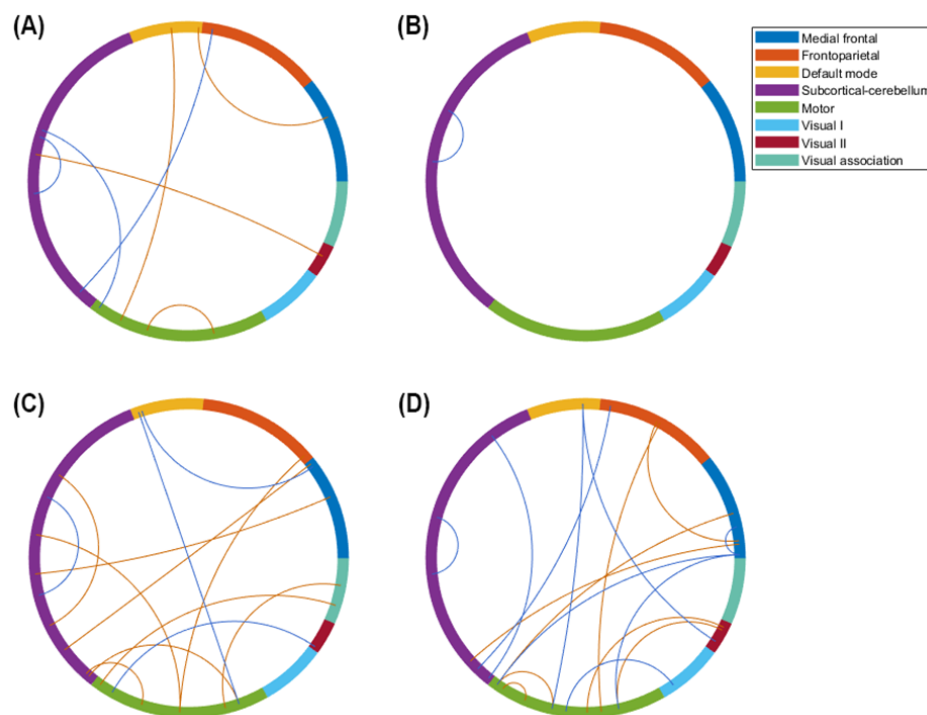 (A)
(B)
Medial frontal
Frontoparietal
Default mode
Subcortical-cerebellum
Motor
Visual I
Visual II
Visual association
(C)
(D)